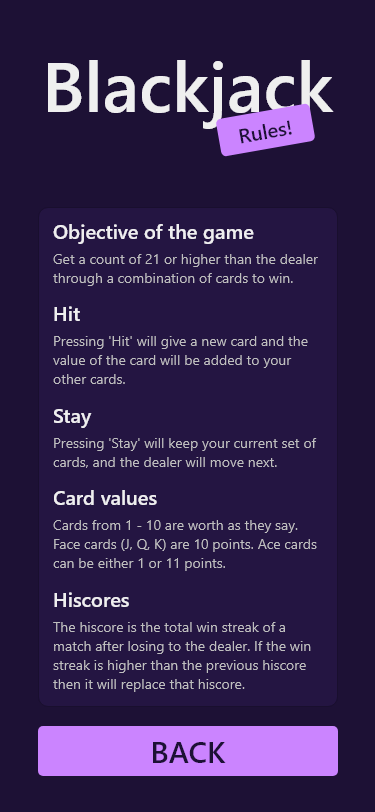 Blackjack
Rules!
Objective of the game
Get a count of 21 or higher than the dealer
through a combination of cards to win.
Hit
Pressing 'Hit' will give a new card and the
value of the card will be added to your
other cards.
Stay
Pressing 'Stay' will keep your current set of
cards, and the dealer will move next.
Card values
Cards from 1 - 10 are worth as they say.
Face cards (J, Q, K) are 10 points. Ace cards
can be either 1 or 11 points.
Hiscores
The hiscore is the total win streak of a
match after losing to the dealer. If the win
streak is higher than the previous hiscore
then it will replace that hiscore.
BACK